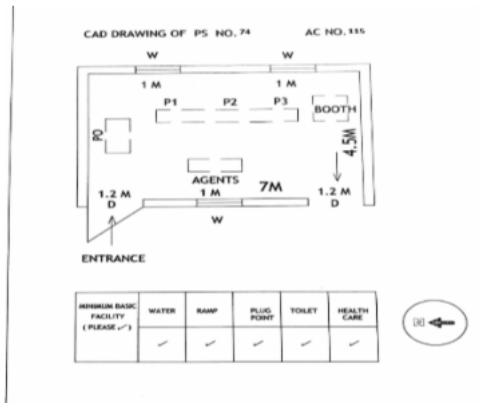 CAD DRAWING OF PS NO. 74 AC NO. 115
W W
1 M 1 M
P1 P2 P3
BOOTH
PO
4.5M
AGENTS
1.2 M 1 M 7M 1.2 M
D D
W
ENTRANCE
MINIMUM BASIC FACILITY ( PLEASE ✓ )
WATER
RAMP
PLUG POINT
TOILET
HEALTH CARE
✓ ✓ ✓ ✓ ✓